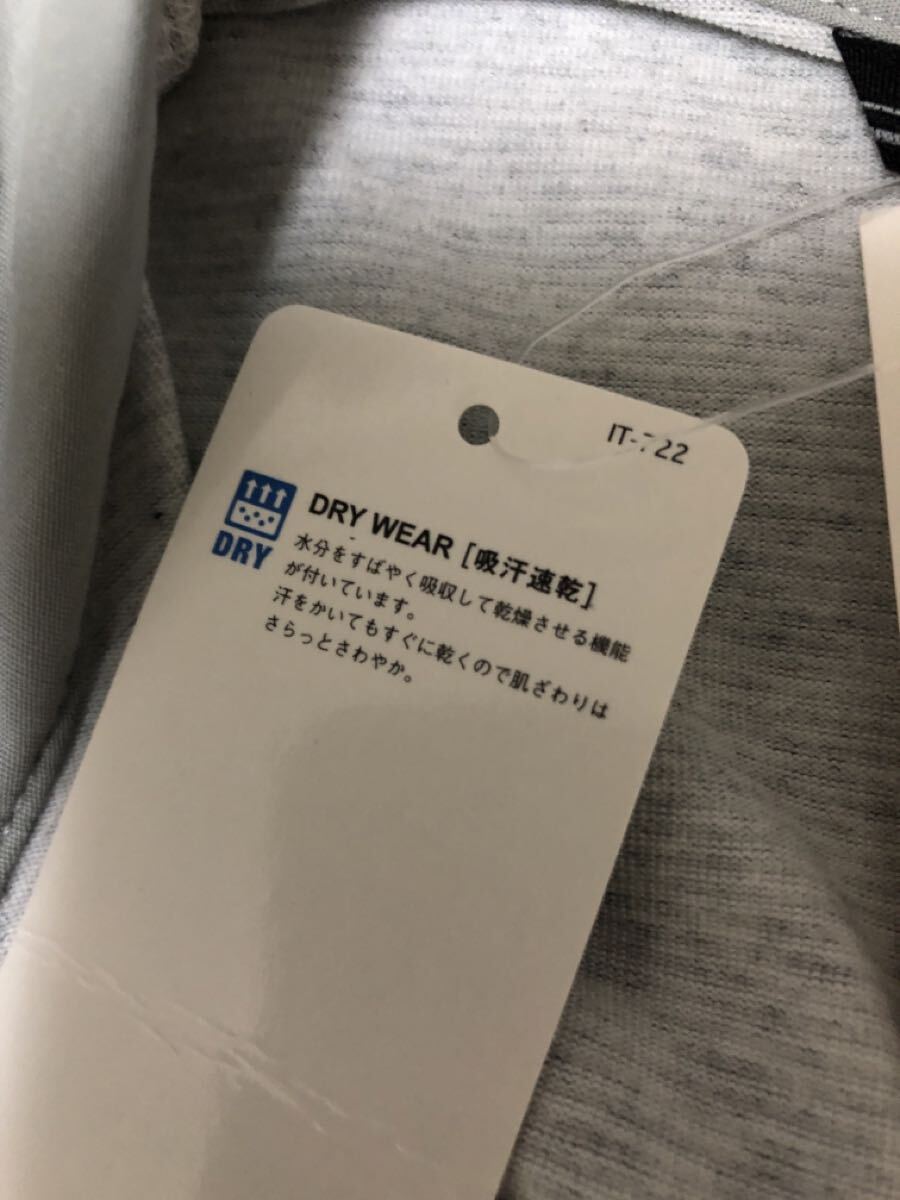 IT-722
DRY
DRY WEAR [吸汗速乾]
水分をすばやく吸収して乾燥させる機能
が付いています。
汗をかいてもすぐに乾くので肌ざわりは
さらっとさわやか。